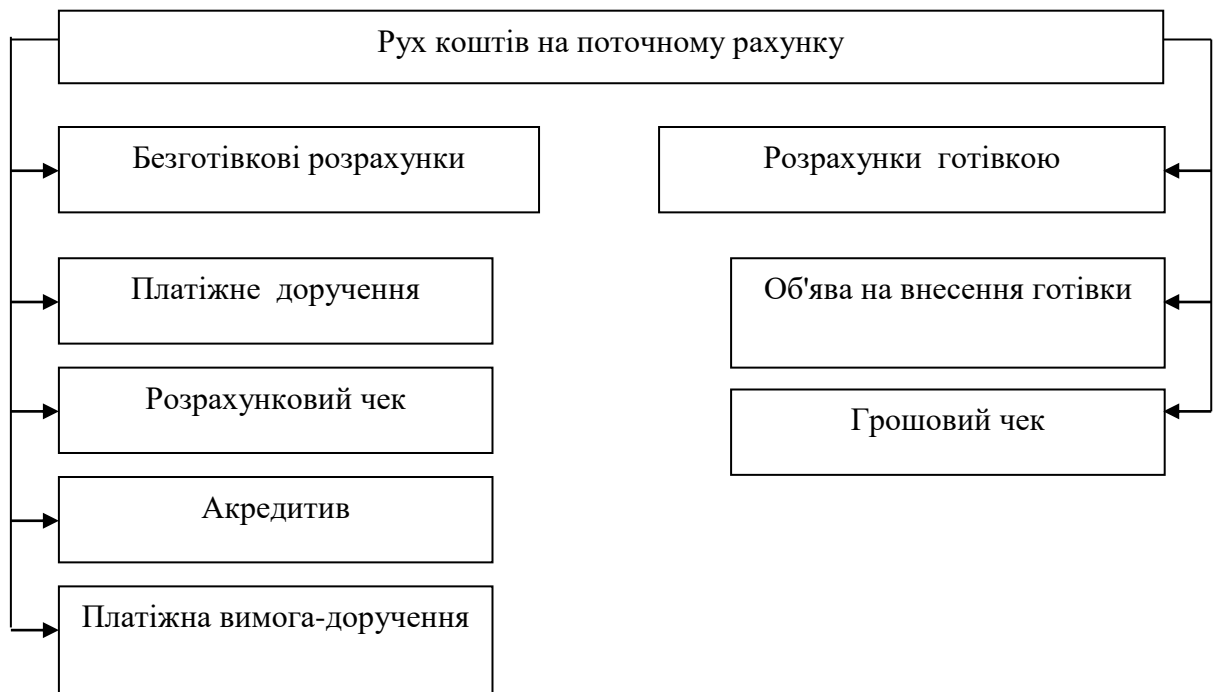 Рух коштів на поточному рахунку
Безготівкові розрахунки
Розрахунки готівкою
Платіжне доручення
Об'ява на внесення готівки
Розрахунковий чек
Грошовий чек
Акредитив
Платіжна вимога-доручення